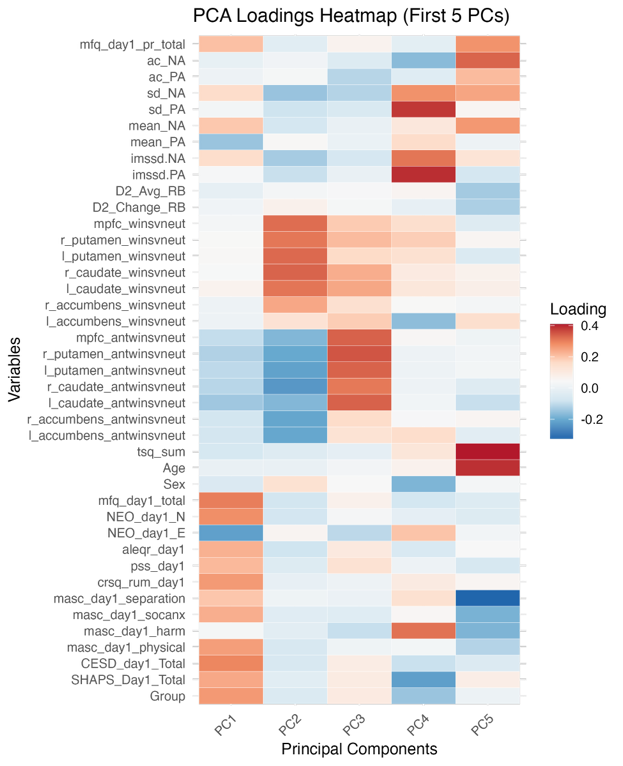 PCA Loadings Heatmap (First 5 PCs)
mfq_day1_pr_total
ac_NA
ac_PA
sd_NA
sd_PA
mean_NA
mean_PA
imssd.NA
imssd.PA
D2_Avg_RB
D2_Change_RB
mpfc_winsvneut
r_putamen_winsvneut
l_putamen_winsvneut
r_caudate_winsvneut
l_caudate_winsvneut
r_accumbens_winsvneut
l_accumbens_winsvneut
mpfc_antwinsvneut
r_putamen_antwinsvneut
l_putamen_antwinsvneut
r_caudate_antwinsvneut
l_caudate_antwinsvneut
r_accumbens_antwinsvneut
l_accumbens_antwinsvneut
tsq_sum
Age
Sex
mfq_day1_total
NEO_day1_N
NEO_day1_E
aleqr_day1
pss_day1
crsq_rum_day1
masc_day1_separation
masc_day1_socanx
masc_day1_harm
masc_day1_physical
CESD_day1_Total
SHAPS_Day1_Total
Group
Variables
PC1
PC2
PC3
PC4
PC5
Principal Components
Loading
0.4
0.2
0.0
-0.2